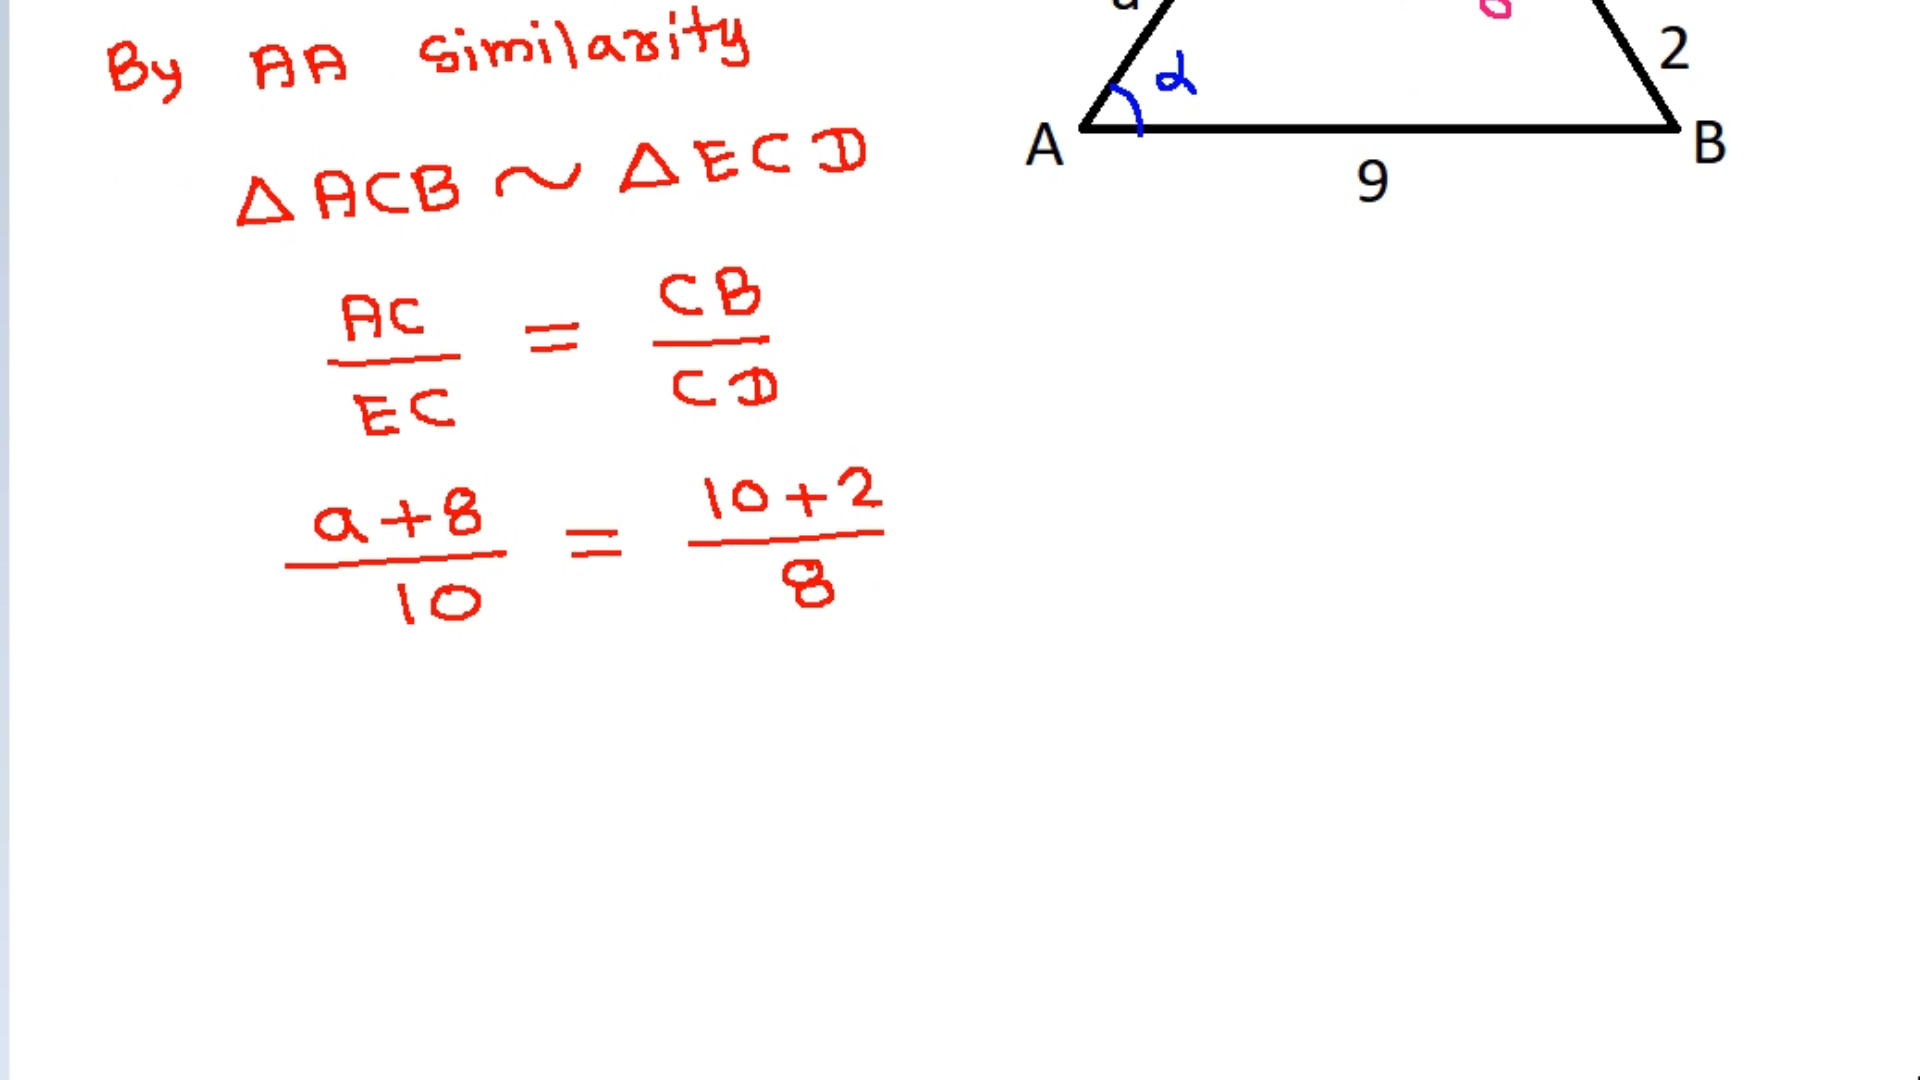 By AA Similarity
△ ACB ~ △ ECD
AC/EC = CB/CD
a+8/10 = 10+2/8
α
2
A
B
9